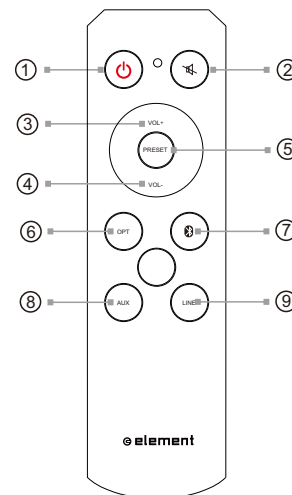 ① ②
③ VOL+
PRESET ⑤
④ VOL-
⑥ OPT ⑦
⑧ AUX LINE ⑨
element